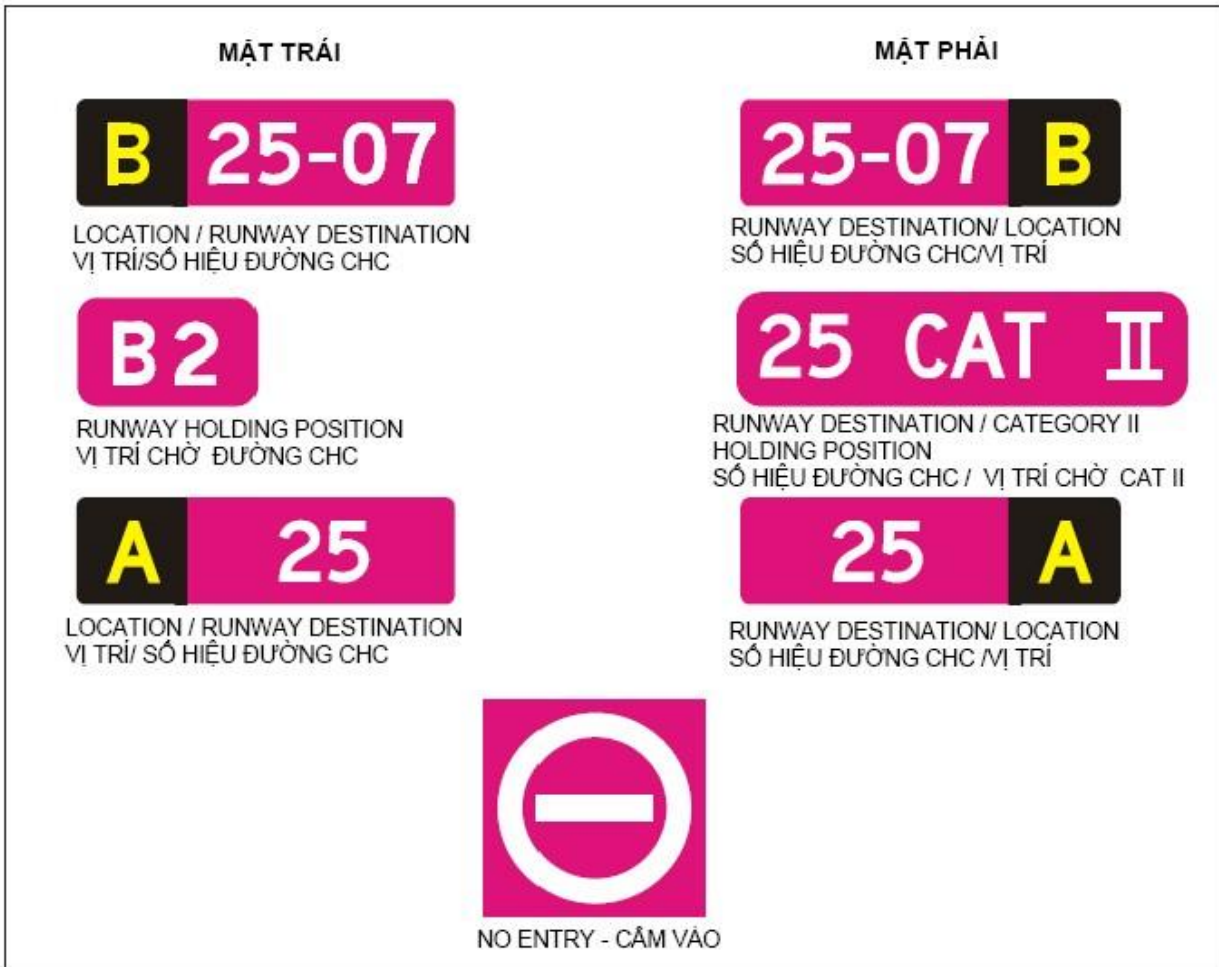 MẶT TRÁI
MẶT PHẢI
B 25-07
25-07 B
LOCATION / RUNWAY DESTINATION
VỊ TRÍ/SỐ HIỆU ĐƯỜNG CHC
RUNWAY DESTINATION/ LOCATION
SỐ HIỆU ĐƯỜNG CHC/VỊ TRÍ
B2
25 CAT II
RUNWAY HOLDING POSITION
VỊ TRÍ CHỜ ĐƯỜNG CHC
RUNWAY DESTINATION / CATEGORY II
HOLDING POSITION
SỐ HIỆU ĐƯỜNG CHC / VỊ TRÍ CHỜ CAT II
A 25
25 A
LOCATION / RUNWAY DESTINATION
VỊ TRÍ/ SỐ HIỆU ĐƯỜNG CHC
RUNWAY DESTINATION/ LOCATION
SỐ HIỆU ĐƯỜNG CHC /VỊ TRÍ
NO ENTRY - CẤM VÀO